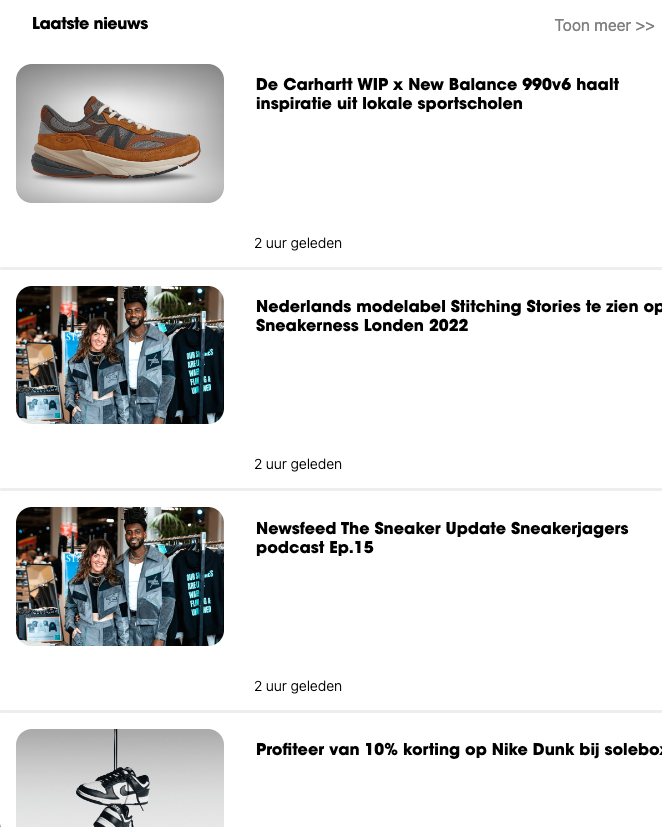 Laatste nieuws
Toon meer >>
De Carhartt WIP x New Balance 990v6 haalt
inspiratie uit lokale sportscholen
2 uur geleden
Nederlands modelabel Stitching Stories te zien op
Sneakerness Londen 2022
2 uur geleden
Newsfeed The Sneaker Update Sneakerjagers
podcast Ep.15
2 uur geleden
Profiteer van 10% korting op Nike Dunk bij solebox